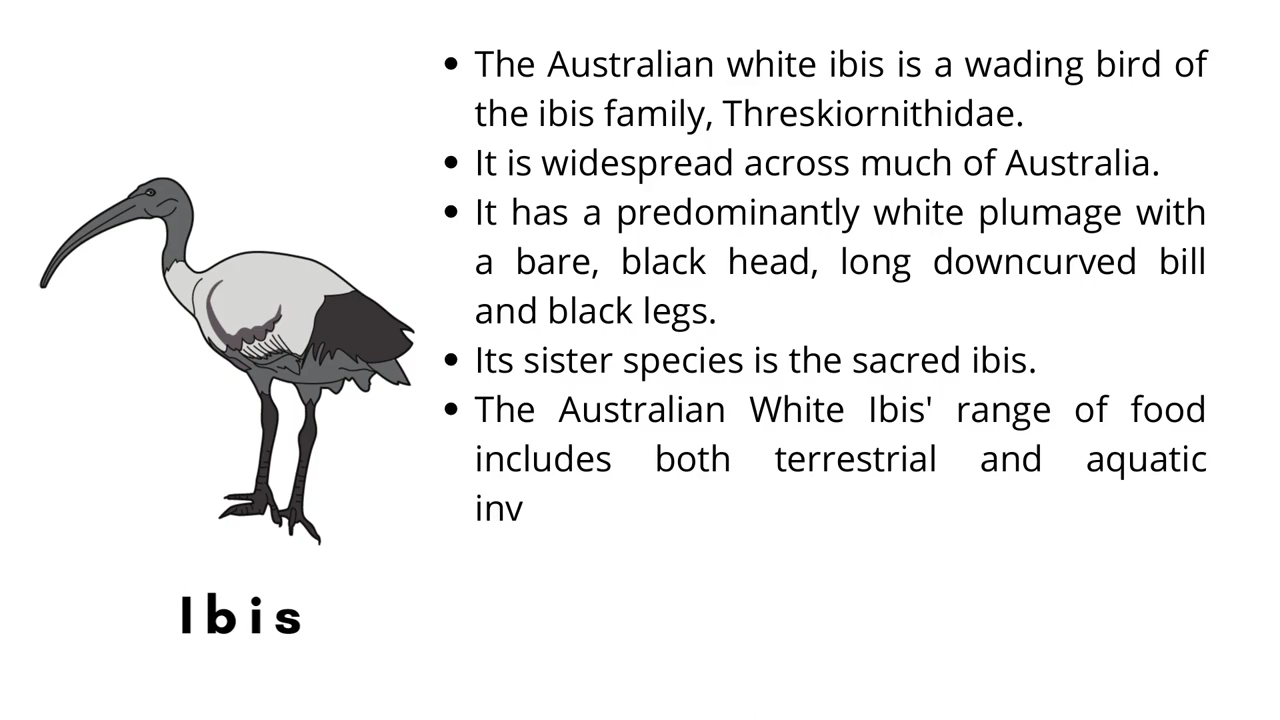 • The Australian white ibis is a wading bird of
the ibis family, Threskiornithidae.
• It is widespread across much of Australia.
• It has a predominantly white plumage with
a bare, black head, long downcurved bill
and black legs.
• Its sister species is the sacred ibis.
• The Australian White Ibis' range of food
includes both terrestrial and aquatic
inv
Ibis